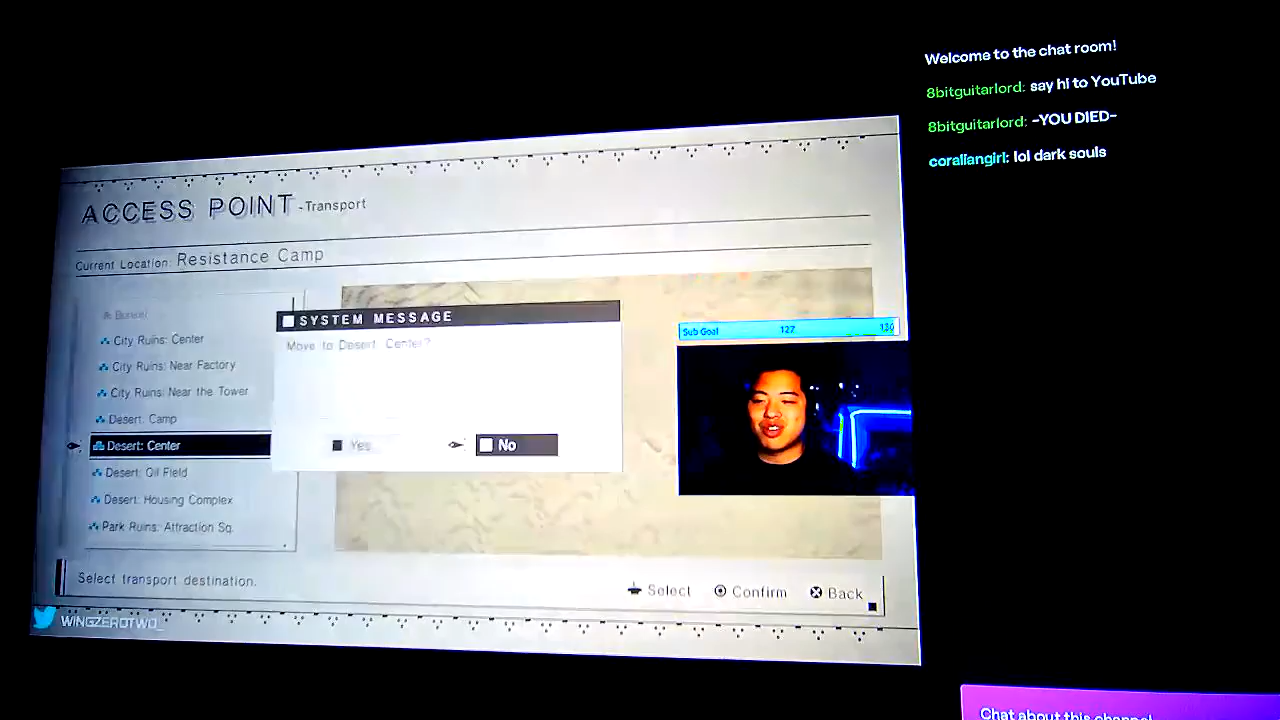 Welcome to the chat room!
8bitguitarlord: say hi to YouTube
8bitguitarlord: -YOU DIED-
corallangirl: lol dark souls
ACCESS POINT -Transport
Current Location: Resistance Camp
Bunker
City Ruins: Center
City Ruins: Near Factory
City Ruins: Near the Tower
Desert: Camp
Desert: Center
Desert: Oil Field
Desert: Housing Complex
Park Ruins: Attraction Sq.
SYSTEM MESSAGE
Move to Desert: Center?
Yes
No
Sub Goal 127 130
Select transport destination.
Select Confirm Back
WINGZEROTWO_
Chat about this channel